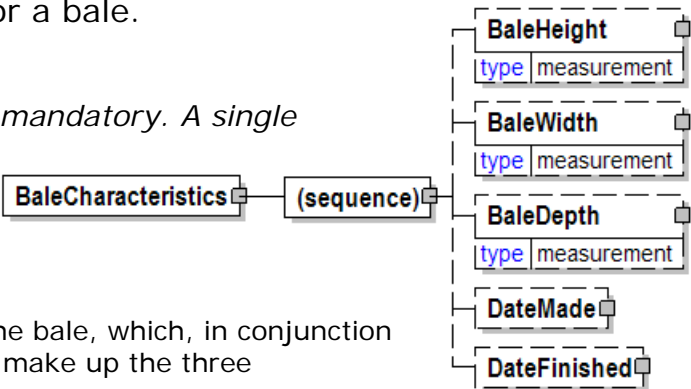 or a bale.
mandatory. A single
BaleCharacteristics
(sequence)
BaleHeight
type measurement
BaleWidth
type measurement
BaleDepth
type measurement
DateMade
DateFinished
he bale, which, in conjunction
make up the three